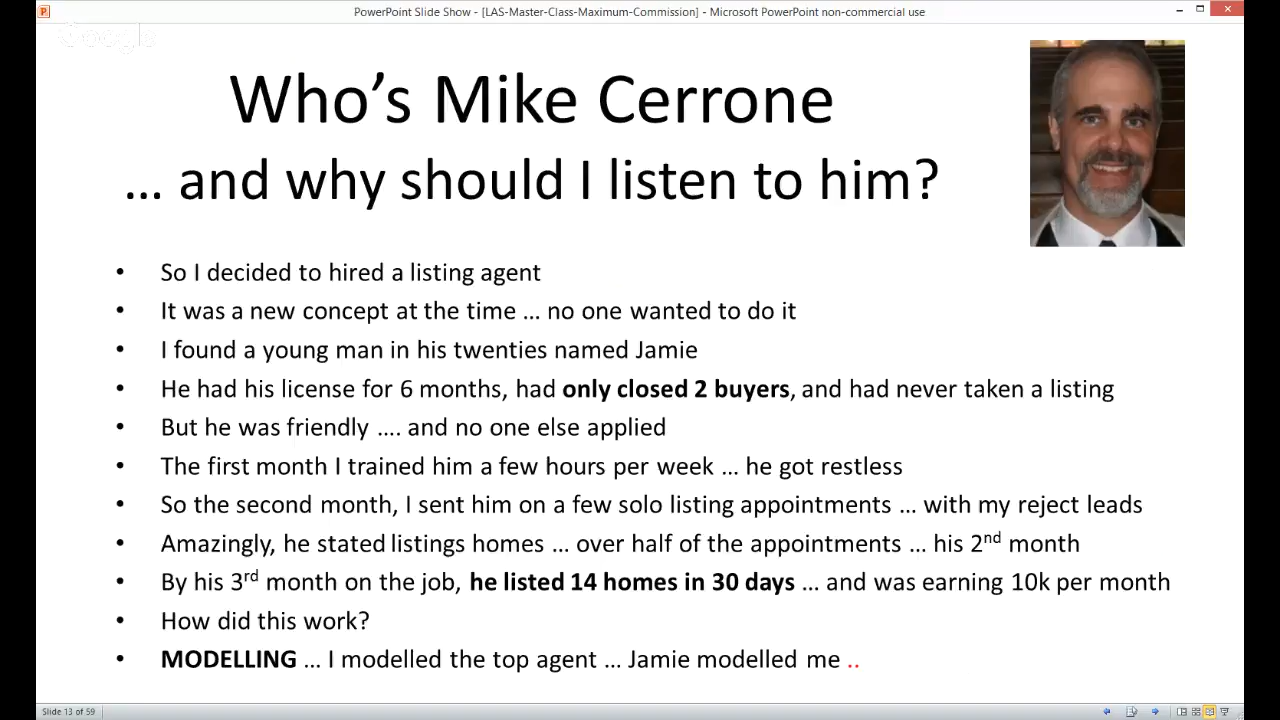 PowerPoint Slide Show - [LAS-Master-Class-Maximum-Commission] - Microsoft PowerPoint non-commercial use
Google
Who's Mike Cerrone
... and why should I listen to him?
• So I decided to hired a listing agent
• It was a new concept at the time ... no one wanted to do it
• I found a young man in his twenties named Jamie
• He had his license for 6 months, had only closed 2 buyers, and had never taken a listing
• But he was friendly .... and no one else applied
• The first month I trained him a few hours per week ... he got restless
• So the second month, I sent him on a few solo listing appointments ... with my reject leads
• Amazingly, he stated listings homes ... over half of the appointments ... his 2nd month
• By his 3rd month on the job, he listed 14 homes in 30 days ... and was earning 10k per month
• How did this work?
• MODELLING ... I modelled the top agent ... Jamie modelled me ..
Slide 13 of 59